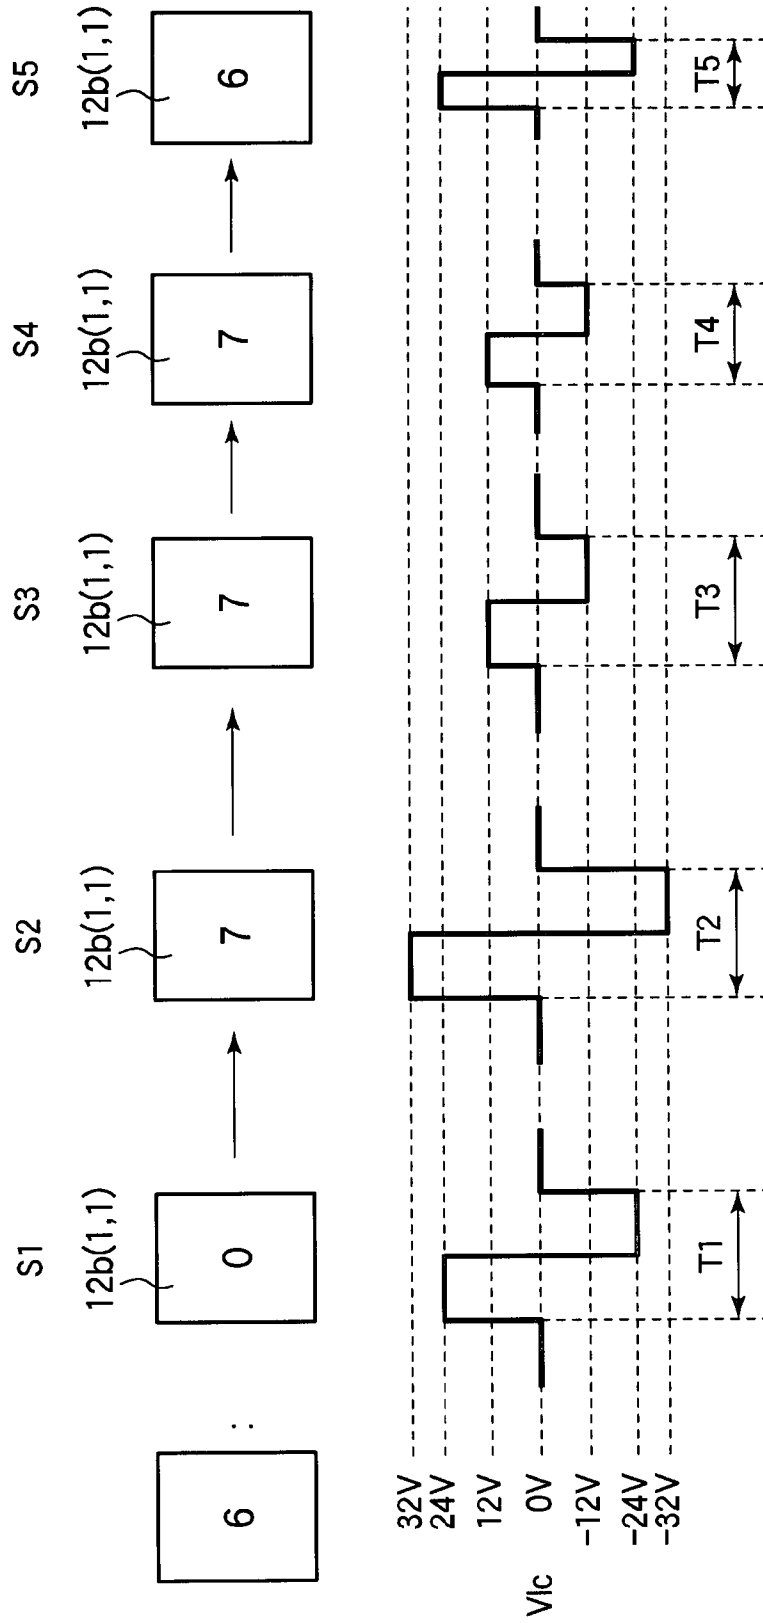 S1 S2 S3 S4 S5
12b(1,1) 12b(1,1) 12b(1,1) 12b(1,1) 12b(1,1)
6 : 0 7 7 7 6
32V
24V
12V
Vlc 0V
-12V
-24V
-32V
T1 T2 T3 T4 T5